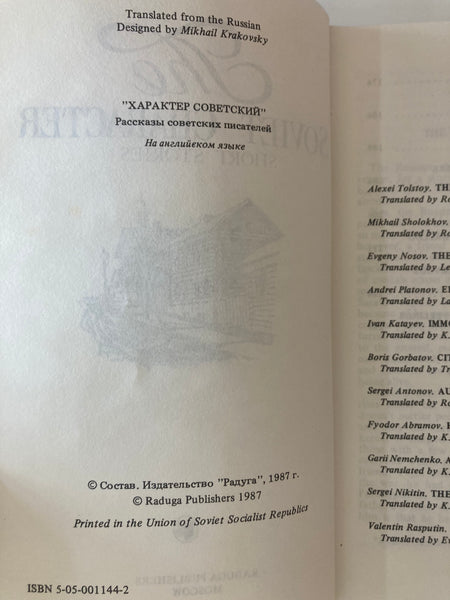 Translated from the Russian
Designed by Mikhail Krakovsky
"ХАРАКТЕР СОВЕТСКИЙ"
Рассказы советских писателей
На английском языке
© Состав. Издательство "Радуга", 1987 г.
© Raduga Publishers 1987
Printed in the Union of Soviet Socialist Republics
ISBN 5-05-001144-2
Alexei Tolstoy.
Translated by
Mikhail Sholokhov.
Translated by
Evgeny Nosov. THE
Translated by
Andrei Platonov.
Translated by
Ivan Katayev.
Translated by K.
Boris Gorbatov.
Translated by
Sergei Antonov.
Translated by
Fyodor Abramov.
Translated by K.
Garii Nemchenko.
Translated by K.
Sergei Nikitin. THE
Translated by K.
Valentin Rasputin.
Translated by